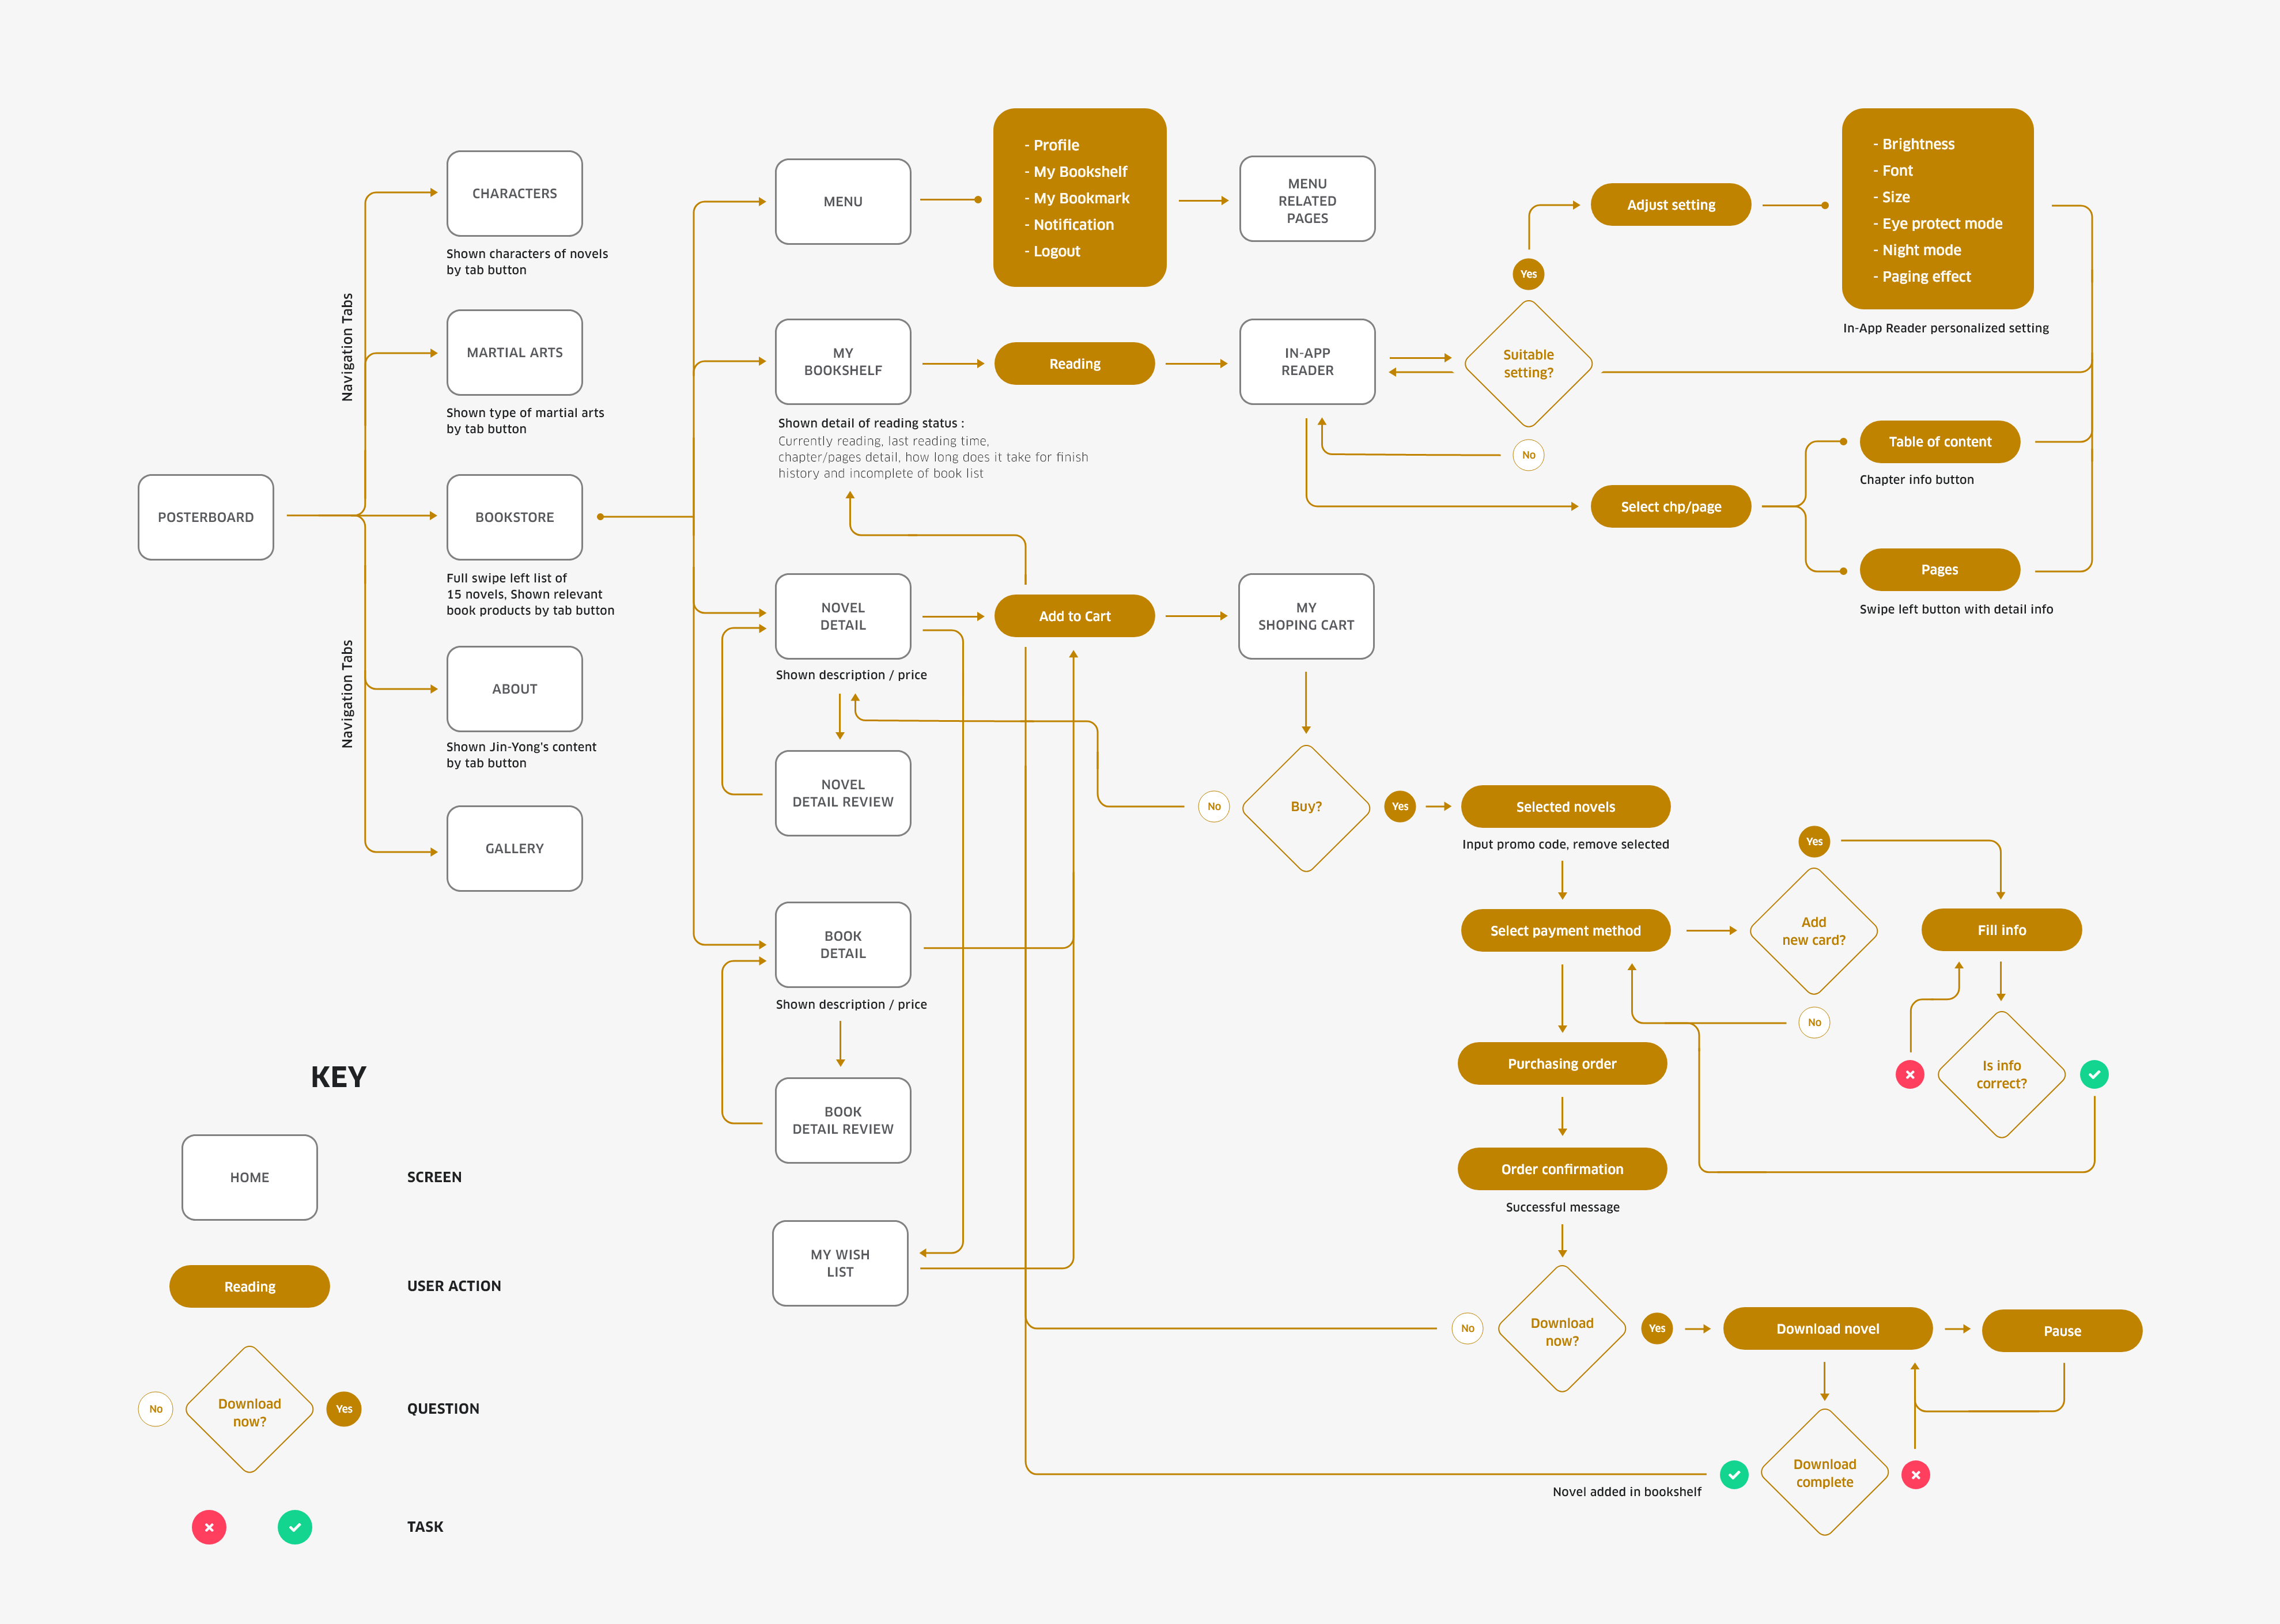 Navigation Tabs
Navigation Tabs
POSTERBOARD
CHARACTERS
Shown characters of novels
by tab button
MARTIAL ARTS
Shown type of martial arts
by tab button
BOOKSTORE
Full swipe left list of
15 novels, Shown relevant
book products by tab button
ABOUT
Shown Jin-Yong's content
by tab button
GALLERY
MENU
- Profile
- My Bookshelf
- My Bookmark
- Notification
- Logout
MENU
RELATED
PAGES
MY
BOOKSHELF
Shown detail of reading status :
Currently reading, last reading time,
chapter/pages detail, how long does it take for finish
history and incomplete of book list
Reading
IN-APP
READER
Suitable
setting?
Yes
No
Adjust setting
- Brightness
- Font
- Size
- Eye protect mode
- Night mode
- Paging effect
In-App Reader personalized setting
Select chp/page
Table of content
Chapter info button
Pages
Swipe left button with detail info
NOVEL
DETAIL
Shown description / price
Add to Cart
MY
SHOPING CART
NOVEL
DETAIL REVIEW
No
Buy?
Yes
Selected novels
Input promo code, remove selected
Select payment method
Yes
Add
new card?
No
Fill info
Is info
correct?
BOOK
DETAIL
Shown description / price
BOOK
DETAIL REVIEW
Purchasing order
Order confirmation
Successful message
MY WISH
LIST
No
Download
now?
Yes
Download novel
Pause
Download
complete
Novel added in bookshelf
KEY
HOME
SCREEN
Reading
USER ACTION
No
Download
now?
Yes
QUESTION
TASK